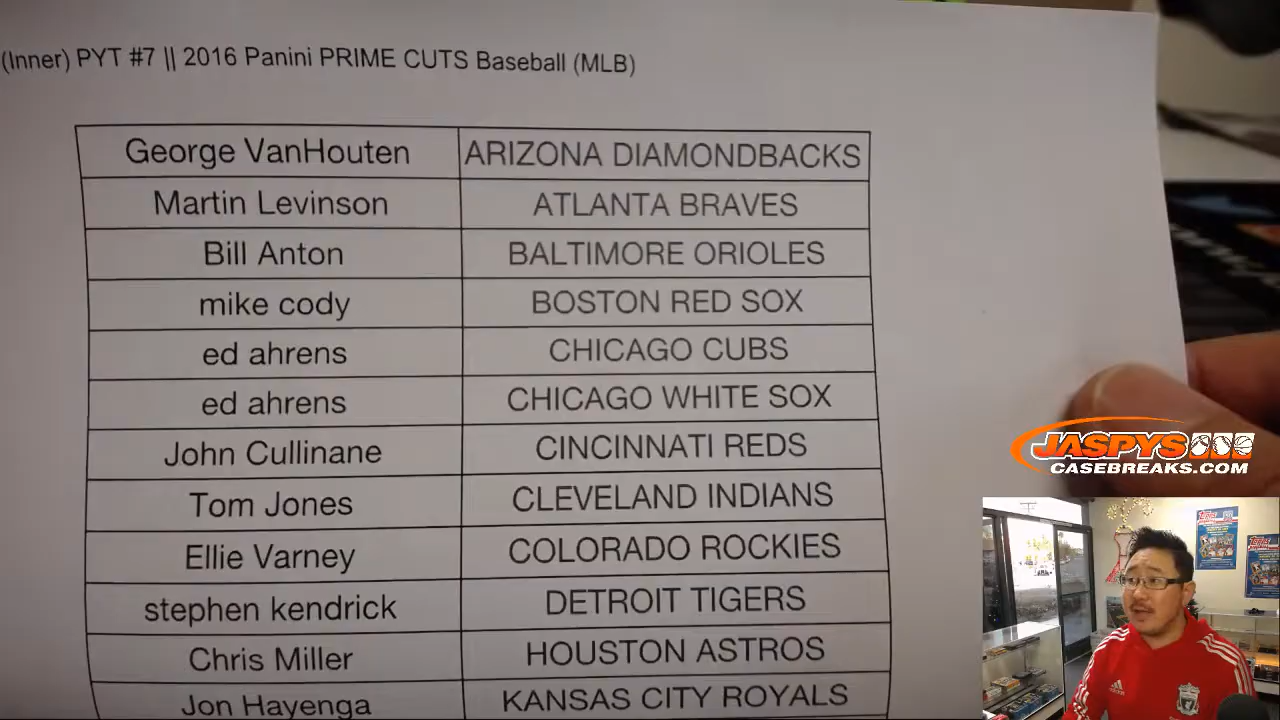 (Inner) PYT #7 || 2016 Panini PRIME CUTS Baseball (MLB)
George VanHouten ARIZONA DIAMONDBACKS
Martin Levinson ATLANTA BRAVES
Bill Anton BALTIMORE ORIOLES
mike cody BOSTON RED SOX
ed ahrens CHICAGO CUBS
ed ahrens CHICAGO WHITE SOX
John Cullinane CINCINNATI REDS
Tom Jones CLEVELAND INDIANS
Ellie Varney COLORADO ROCKIES
stephen kendrick DETROIT TIGERS
Chris Miller HOUSTON ASTROS
Jon Hayenga KANSAS CITY ROYALS
JASPYS
CASEBREAKS.COM
TOPPS
TOPPS
adidas